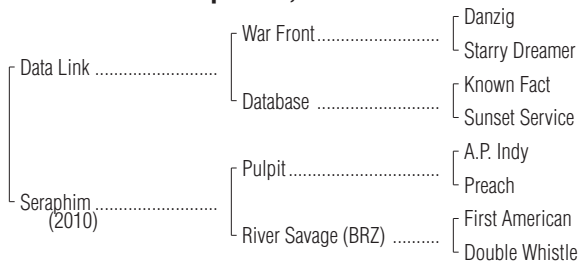 Danzig
War Front
Starry Dreamer
Data Link
Known Fact
Database
Sunset Service
A.P. Indy
Pulpit
Preach
Seraphim
(2010)
First American
River Savage (BRZ)
Double Whistle